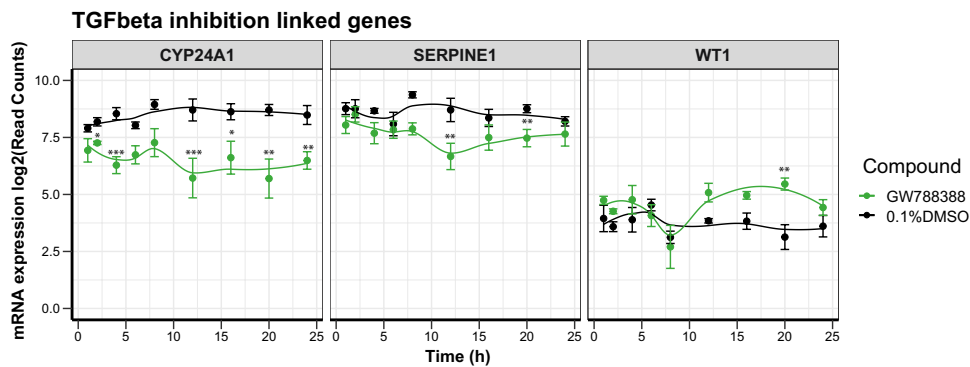 TGFbeta inhibition linked genes
CYP24A1 SERPINE1 WT1
mRNA expression log2(Read Counts)
10.0
7.5
5.0
2.5
0.0
* *** *** * ** **
** **
**
0 5 10 15 20 25 0 5 10 15 20 25 0 5 10 15 20 25
Time (h)
Compound
GW788388
0.1%DMSO